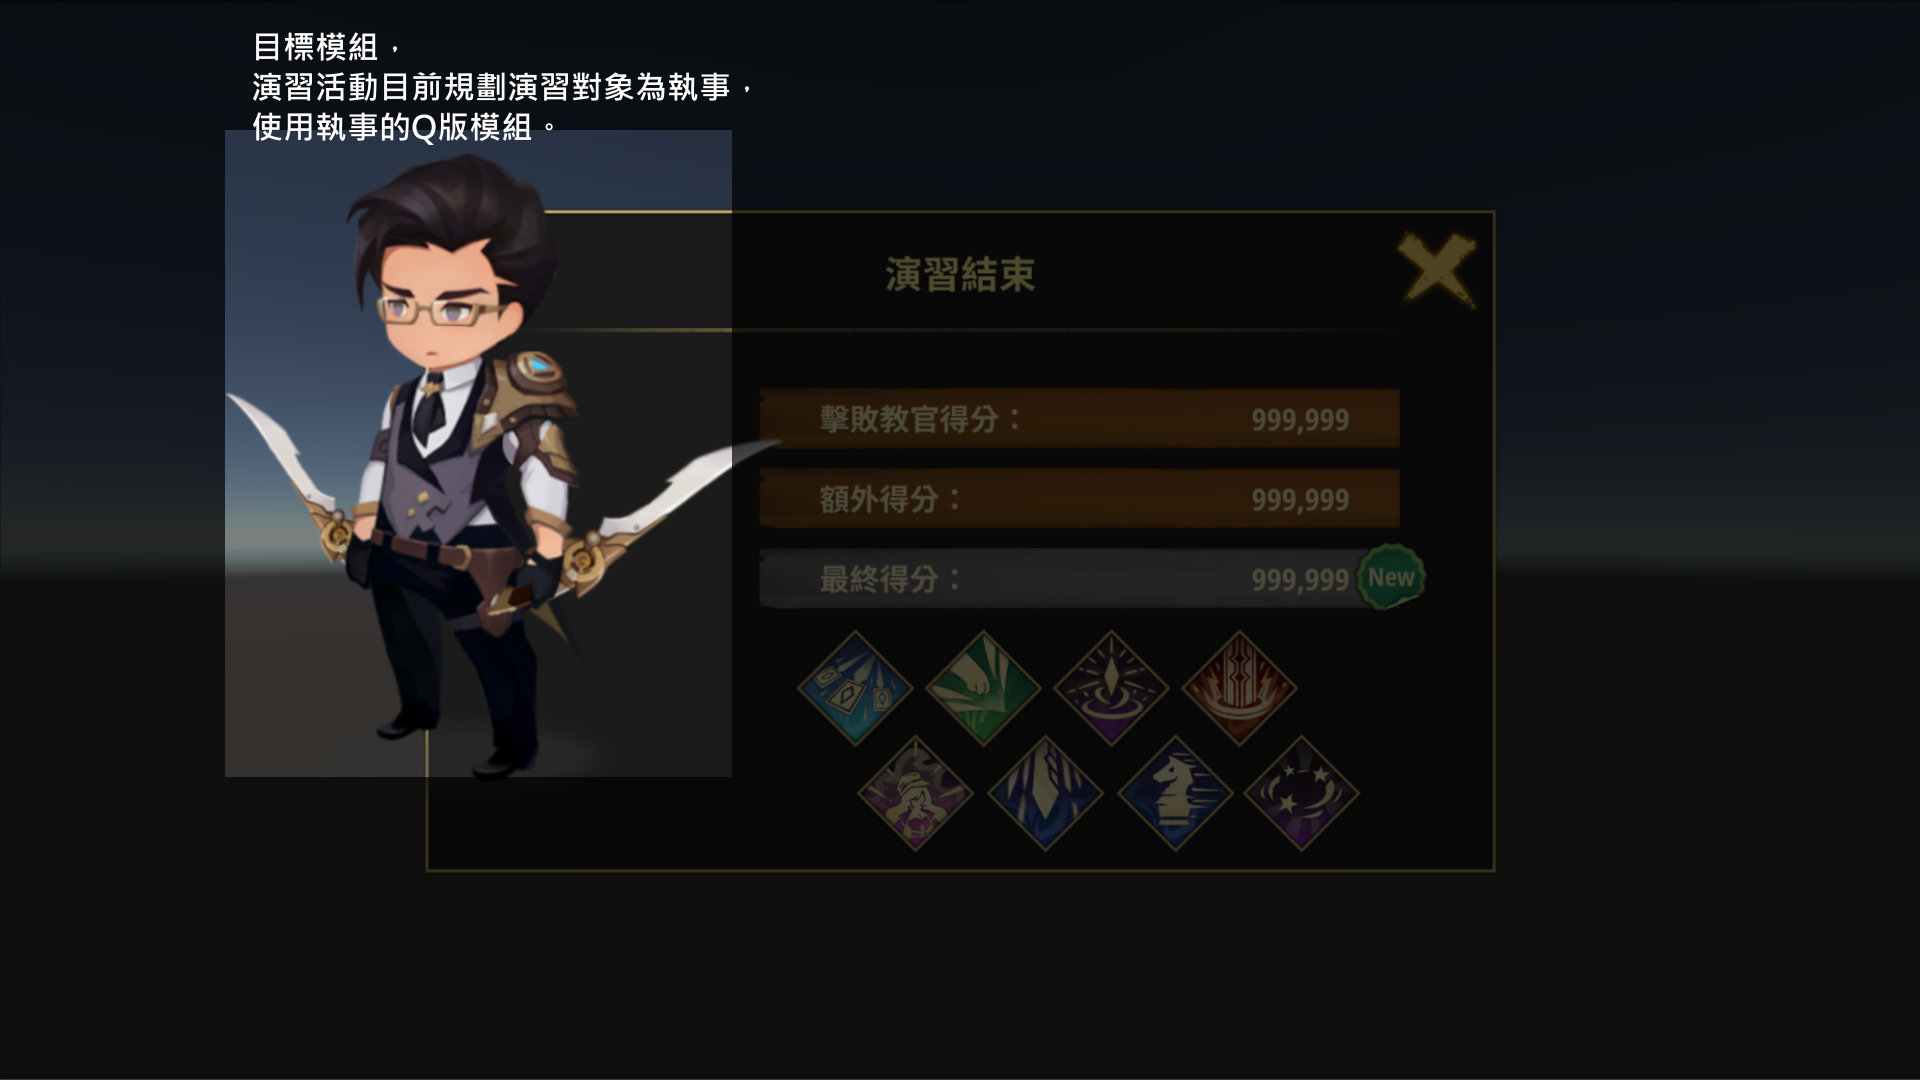 目標模組，
演習活動目前規劃演習對象為執事，
使用執事的Q版模組。
演習結束
擊敗教官得分： 999,999
額外得分： 999,999
最終得分： 999,999 New